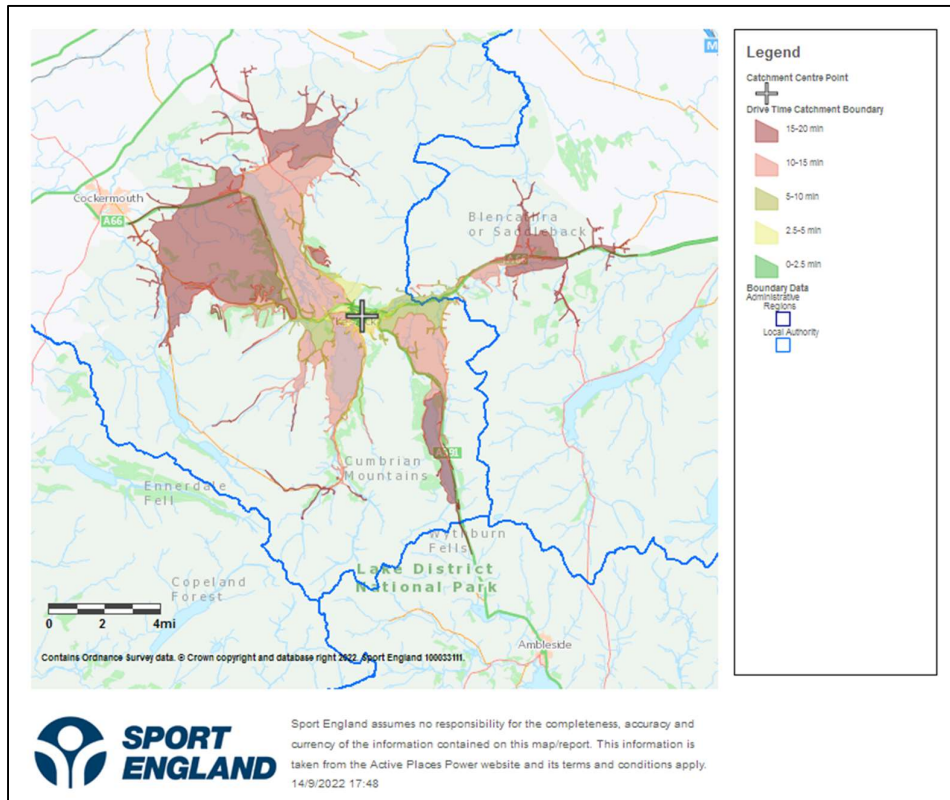 M
Cockermouth
A66
Blencathra
or Saddleback
A66
A591
Cumbrian
Mountains
Ennerdale
Fell
Wythburn
Fells
Lake District
National Park
Copeland
Forest
Ambleside
0 2 4mi
Contains Ordnance Survey data. © Crown copyright and database right 2022. Sport England 100033111.
Legend
Catchment Centre Point
Drive Time Catchment Boundary
15-20 min
10-15 min
5-10 min
2.5-5 min
0-2.5 min
Boundary Data
Administrative
Regions
Local Authority
SPORT
ENGLAND
Sport England assumes no responsibility for the completeness, accuracy and
currency of the information contained on this map/report. This information is
taken from the Active Places Power website and its terms and conditions apply.
14/9/2022 17:48